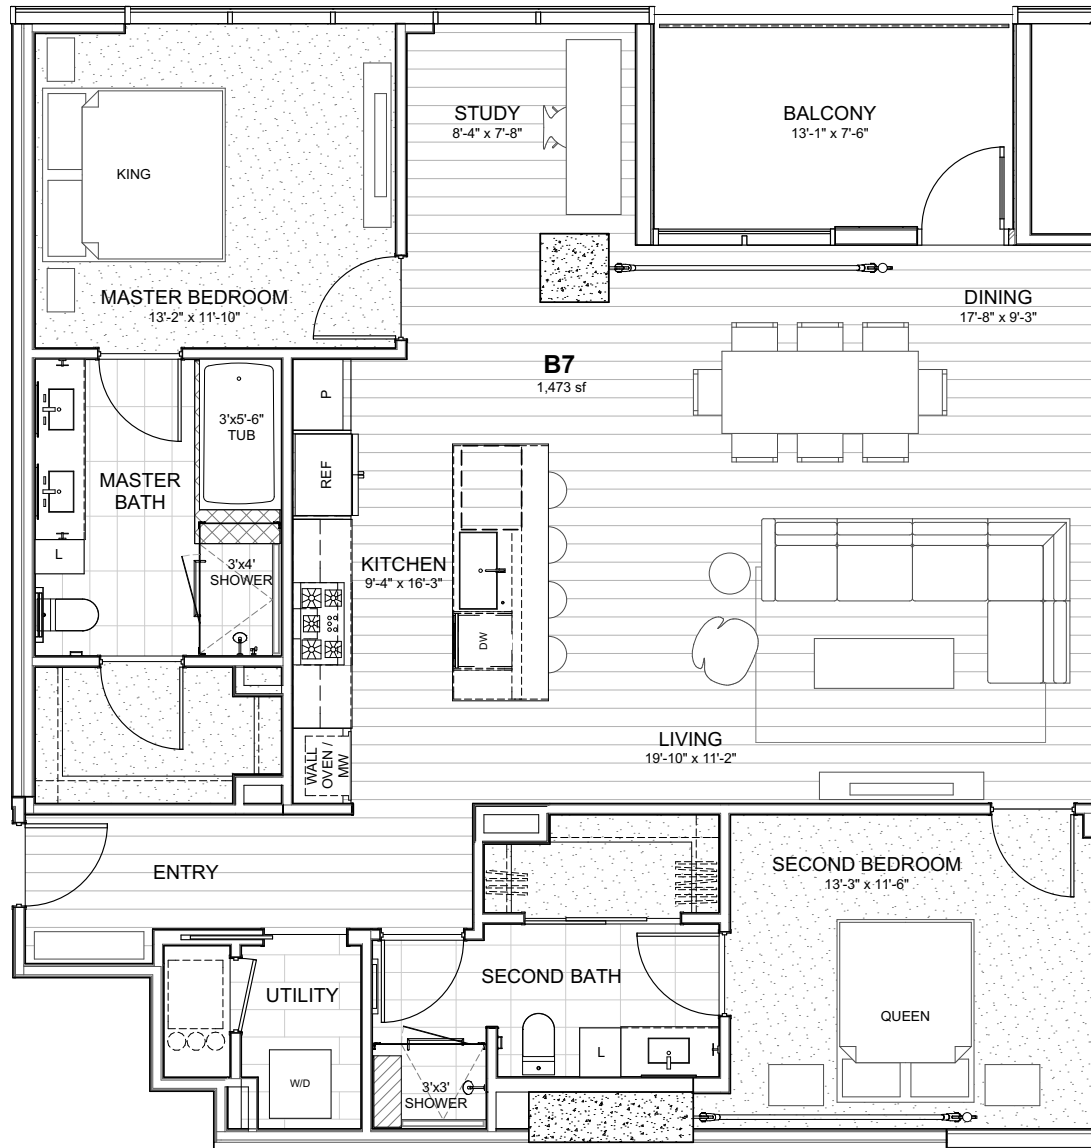 STUDY
8'-4" x 7'-8"
BALCONY
13'-1" x 7'-6"
KING
MASTER BEDROOM
13'-2" x 11'-10"
DINING
17'-8" x 9'-3"
B7
1,473 sf
P
3'x5'-6"
TUB
REF
MASTER
BATH
L
3'x4'
SHOWER
KITCHEN
9'-4" x 16'-3"
DW
LIVING
19'-10" x 11'-2"
WALL
OVEN /
MW
ENTRY
SECOND BEDROOM
13'-3" x 11'-6"
SECOND BATH
UTILITY
QUEEN
L
W/D
3'x3'
SHOWER